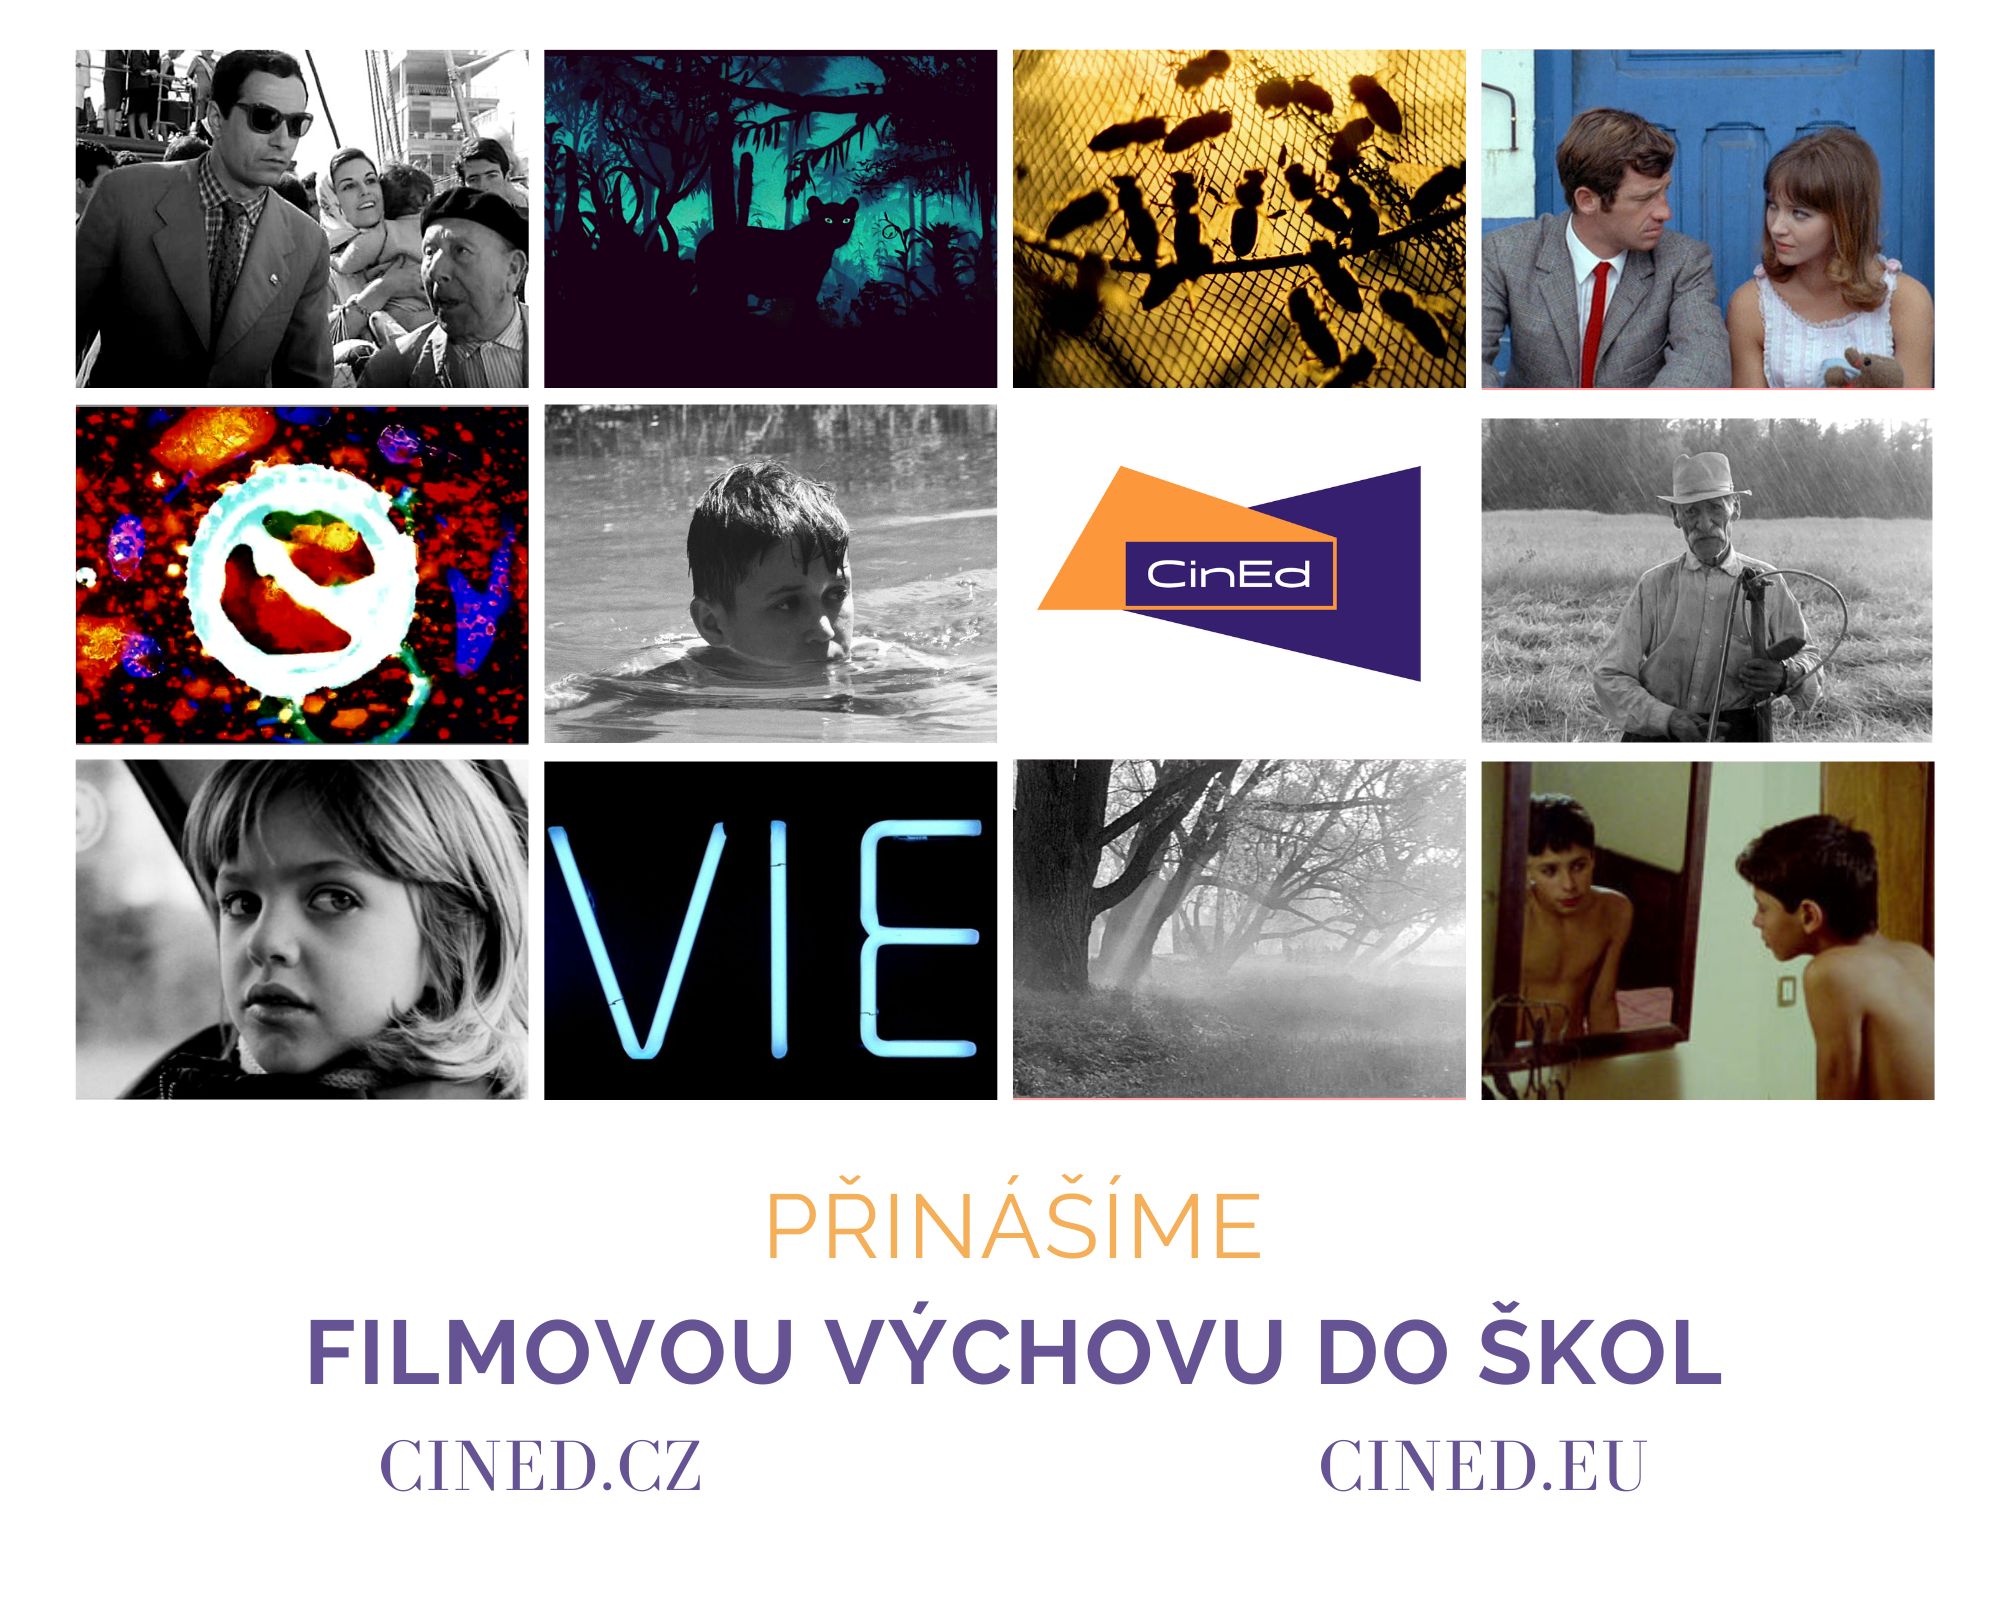 CinEd
VIE
PŘINÁŠÍME
FILMOVOU VÝCHOVU DO ŠKOL
CINED.CZ
CINED.EU